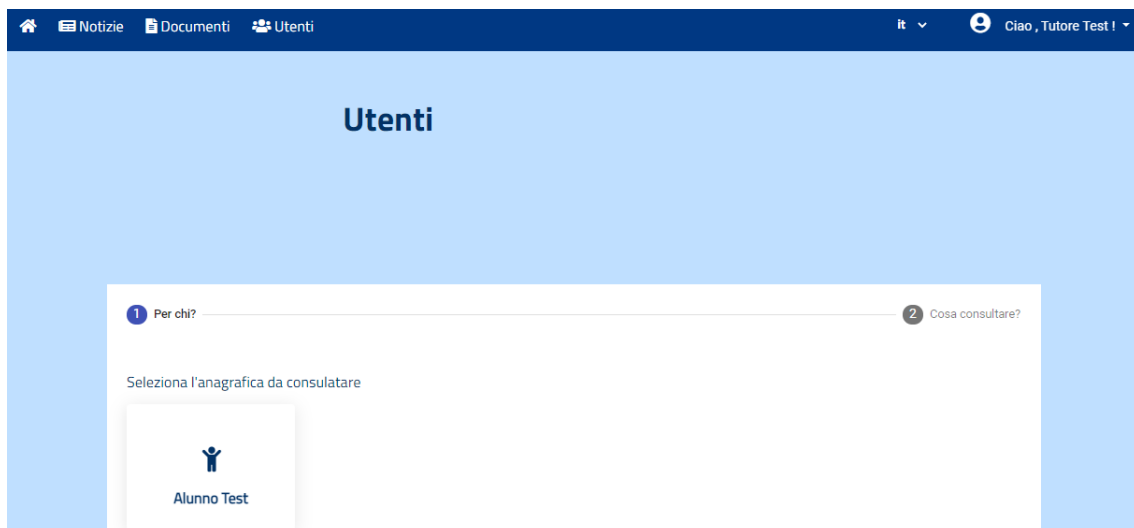 Notizie Documenti Utenti it Ciao , Tutore Test !
Utenti
1 Per chi? 2 Cosa consultare?
Seleziona l'anagrafica da consulatare
Alunno Test